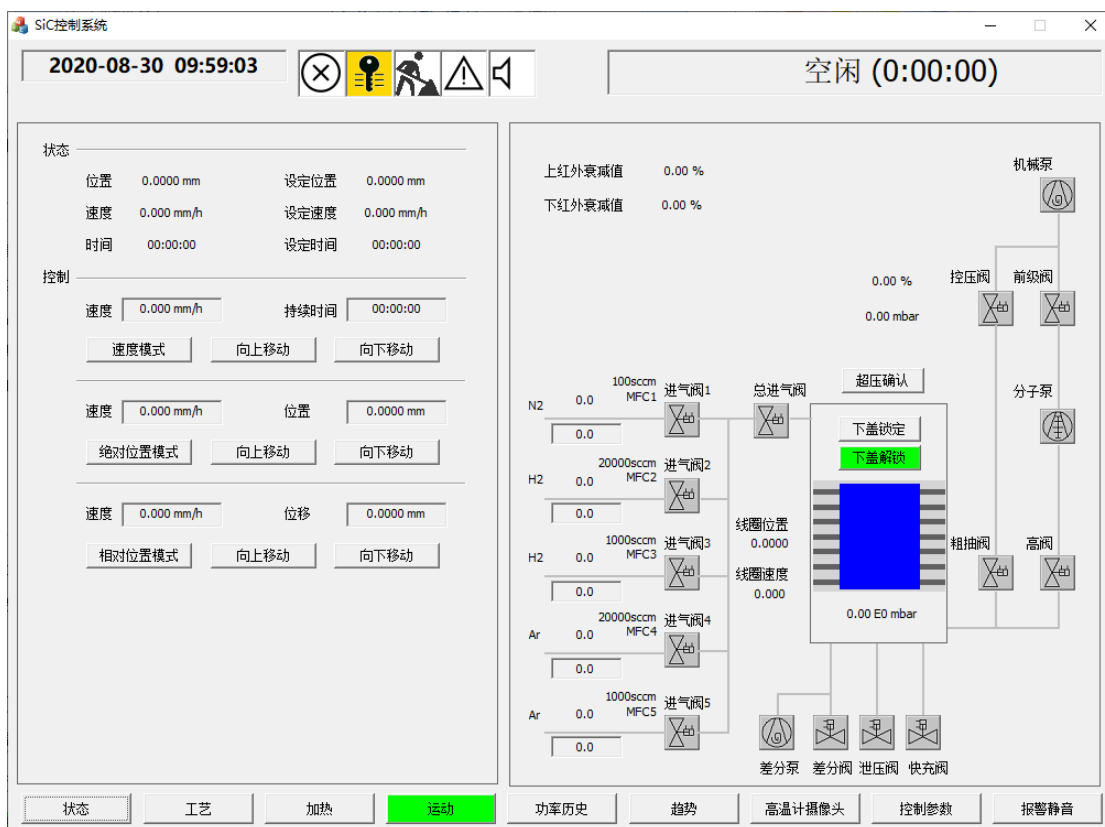 SiC控制系统
2020-08-30 09:59:03
空闲 (0:00:00)
状态
位置 0.0000 mm 设定位置 0.0000 mm
速度 0.000 mm/h 设定速度 0.000 mm/h
时间 00:00:00 设定时间 00:00:00
控制
速度 0.000 mm/h 持续时间 00:00:00
速度模式 向上移动 向下移动
速度 0.000 mm/h 位置 0.0000 mm
绝对位置模式 向上移动 向下移动
速度 0.000 mm/h 位移 0.0000 mm
相对位置模式 向上移动 向下移动
上红外衰减值 0.00 %
下红外衰减值 0.00 %
机械泵
0.00 % 控压阀 前级阀
0.00 mbar
超压确认
分子泵
100sccm
N2 0.0 MFC1 进气阀1 总进气阀
0.0
下盖锁定
下盖解锁
20000sccm
H2 0.0 MFC2 进气阀2
0.0
线圈位置
0.0000
1000sccm
H2 0.0 MFC3 进气阀3
0.0
线圈速度
0.000
粗抽阀 高阀
0.00 E0 mbar
20000sccm
Ar 0.0 MFC4 进气阀4
0.0
1000sccm
Ar 0.0 MFC5 进气阀5
0.0
差分泵 差分阀 泄压阀 快充阀
状态 工艺 加热 运动 功率历史 趋势 高温计摄像头 控制参数 报警静音